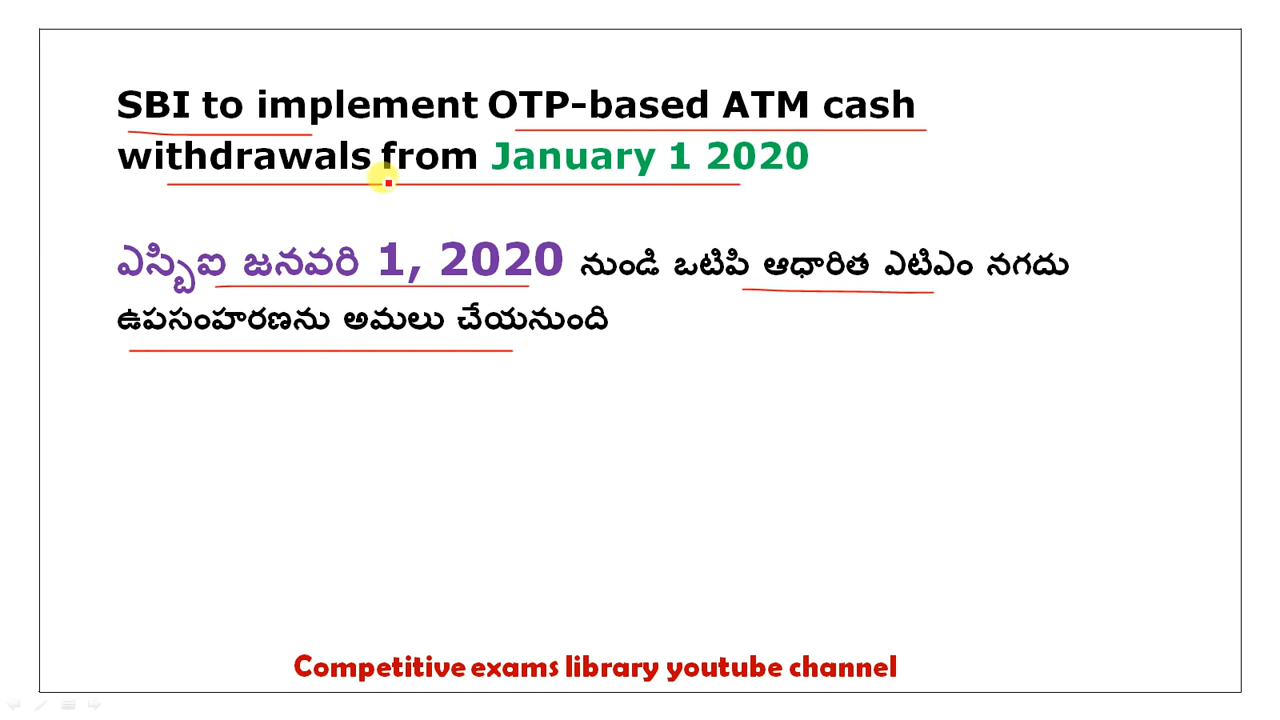 SBI to implement OTP-based ATM cash
withdrawals from January 1 2020
ఎస్బిఐ జనవరి 1, 2020 నుండి ఒటిపి ఆధారిత ఎటిఎం నగదు
ఉపసంహరణను అమలు చేయనుంది
Competitive exams library youtube channel